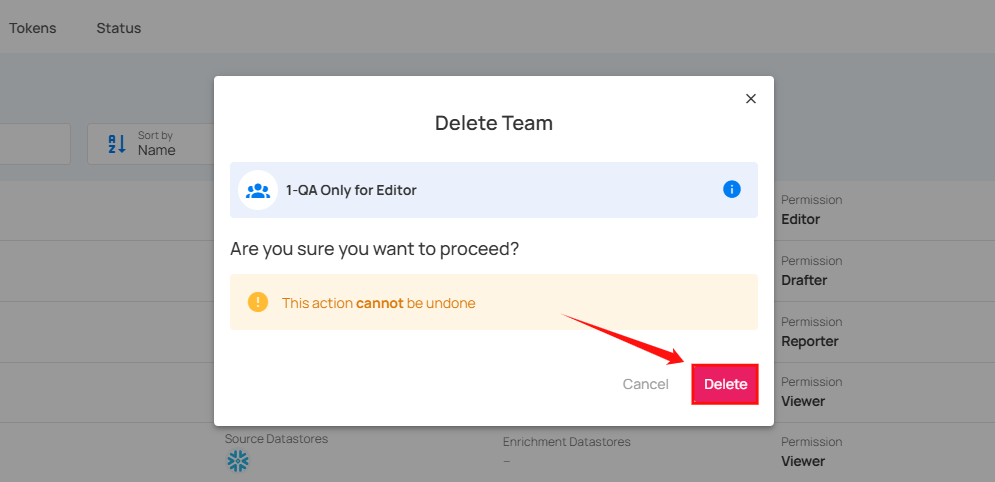 Tokens Status
Delete Team
Sort by
Name
1-QA Only for Editor
Permission
Editor
Are you sure you want to proceed?
Permission
Drafter
This action cannot be undone
Permission
Reporter
Cancel Delete
Permission
Viewer
Source Datastores Enrichment Datastores Permission
– Viewer